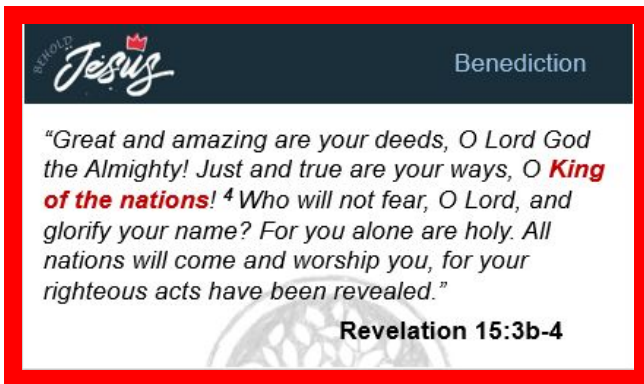 BEHOLD
Jesus
Benediction
“Great and amazing are your deeds, O Lord God
the Almighty! Just and true are your ways, O King
of the nations! 4 Who will not fear, O Lord, and
glorify your name? For you alone are holy. All
nations will come and worship you, for your
righteous acts have been revealed.”
Revelation 15:3b-4